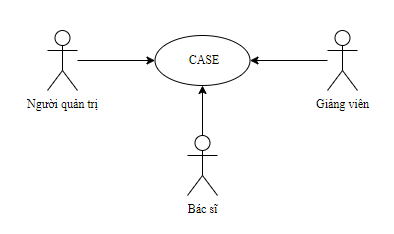 CASE
Người quản trị
Giảng viên
Bác sĩ